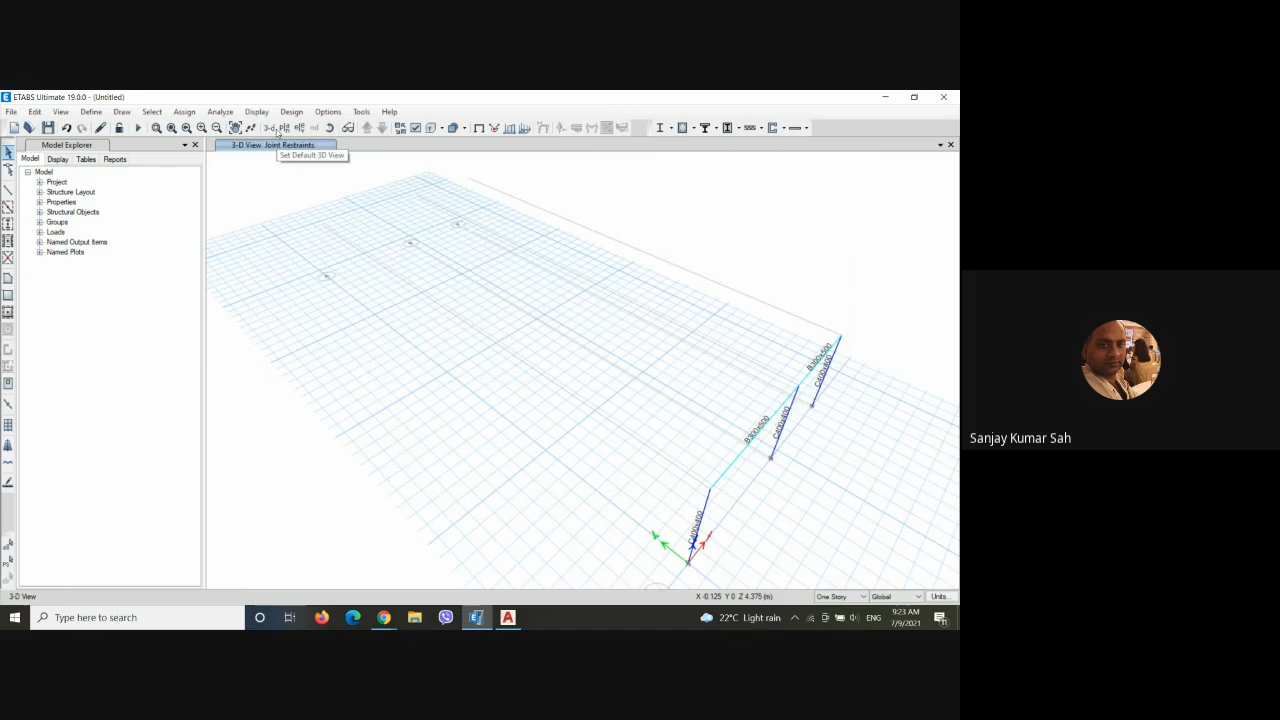 ETABS Ultimate 19.0.0 - (Untitled)
File Edit View Define Draw Select Assign Analyze Display Design Options Tools Help
3-d
nd
Model Explorer
3-D View Joint Restraints
Set Default 3D View
Model Display Tables Reports
Model
Project
Structure Layout
Properties
Structural Objects
Groups
Loads
Named Output Items
Named Plots
B300x500
C400x400
B300x500
C400x400
C400x400
Sanjay Kumar Sah
3-D View
X -0.125 Y 0 Z 4.375 (m)
One Story
Global
Units...
Type here to search
22°C Light rain
ENG
9:23 AM
7/9/2021